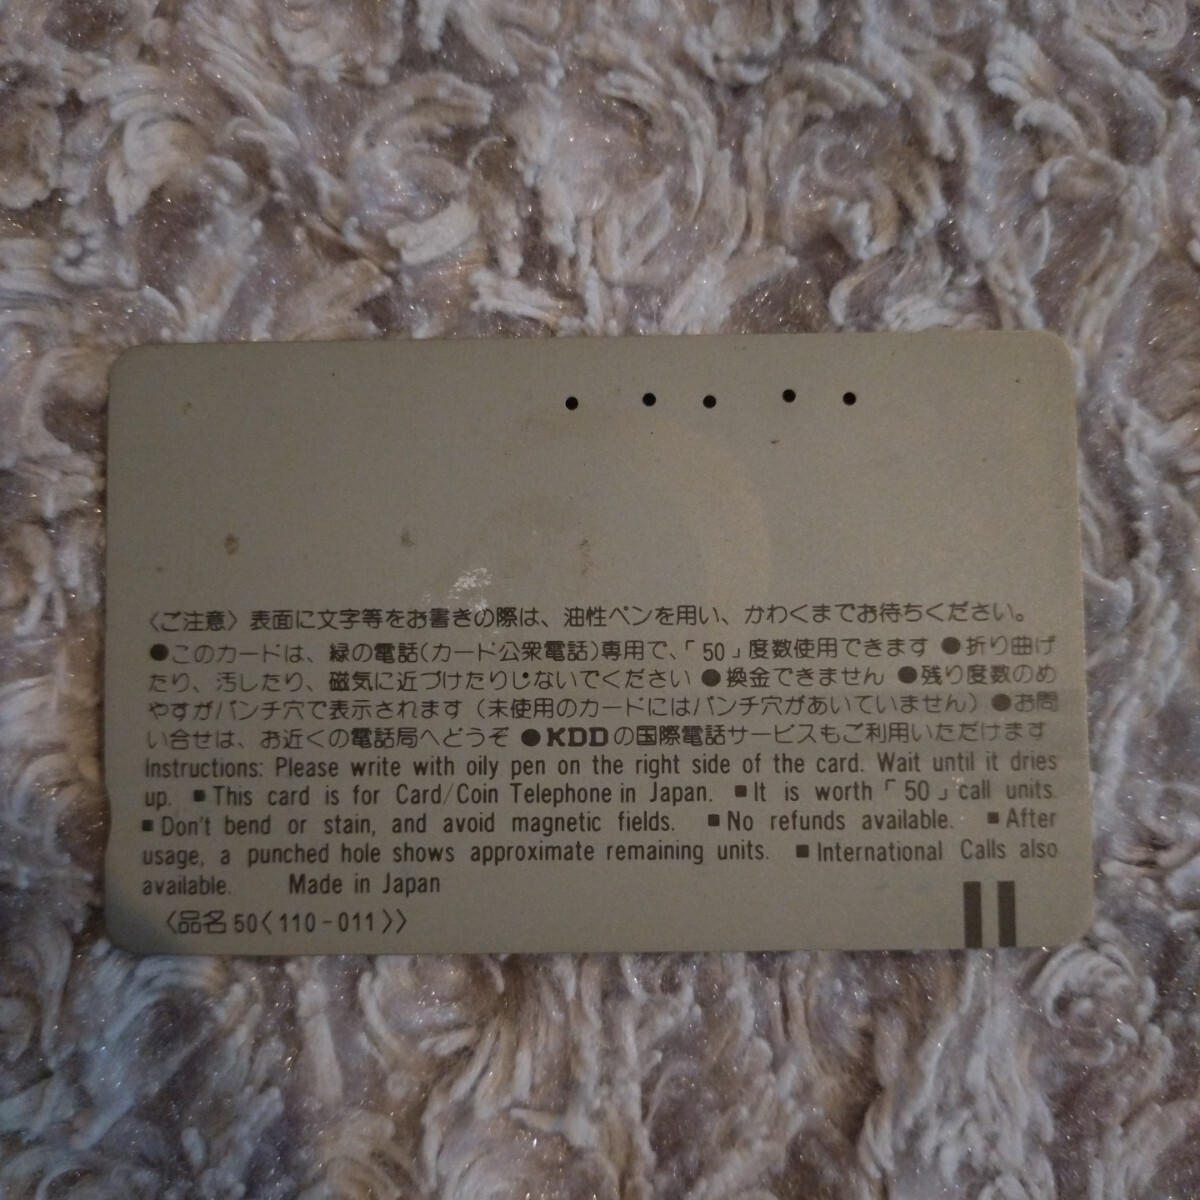 〈ご注意〉表面に文字等をお書きの際は、油性ペンを用い、かわくまでお待ちください。
●このカードは、緑の電話(カード公衆電話)専用で、「50」度数使用できます ●折り曲げ
たり、汚したり、磁気に近づけたりしないでください ●換金できません ●残り度数のめ
やすがパンチ穴で表示されます (未使用のカードにはパンチ穴があいていません) ●お問
い合せは、お近くの電話局へどうぞ ●KDDの国際電話サービスもご利用いただけます
Instructions: Please write with oily pen on the right side of the card. Wait until it dries
up. ■This card is for Card/Coin Telephone in Japan. ■It is worth「50」call units.
■Don't bend or stain, and avoid magnetic fields. ■No refunds available. ■After
usage, a punched hole shows approximate remaining units. ■International Calls also
available. Made in Japan
〈品名 50〈110-011〉〉